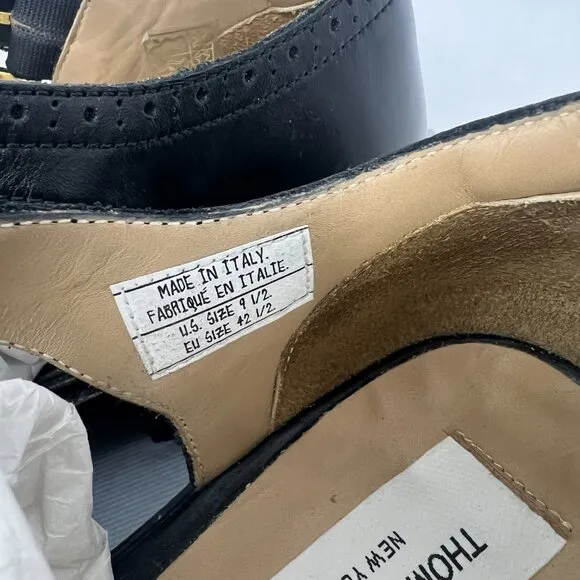 MADE IN ITALY.
FABRIQUÉ EN ITALIE.
U.S. SIZE 9 1/2
EU SIZE 42 1/2
THOM
NEW Y